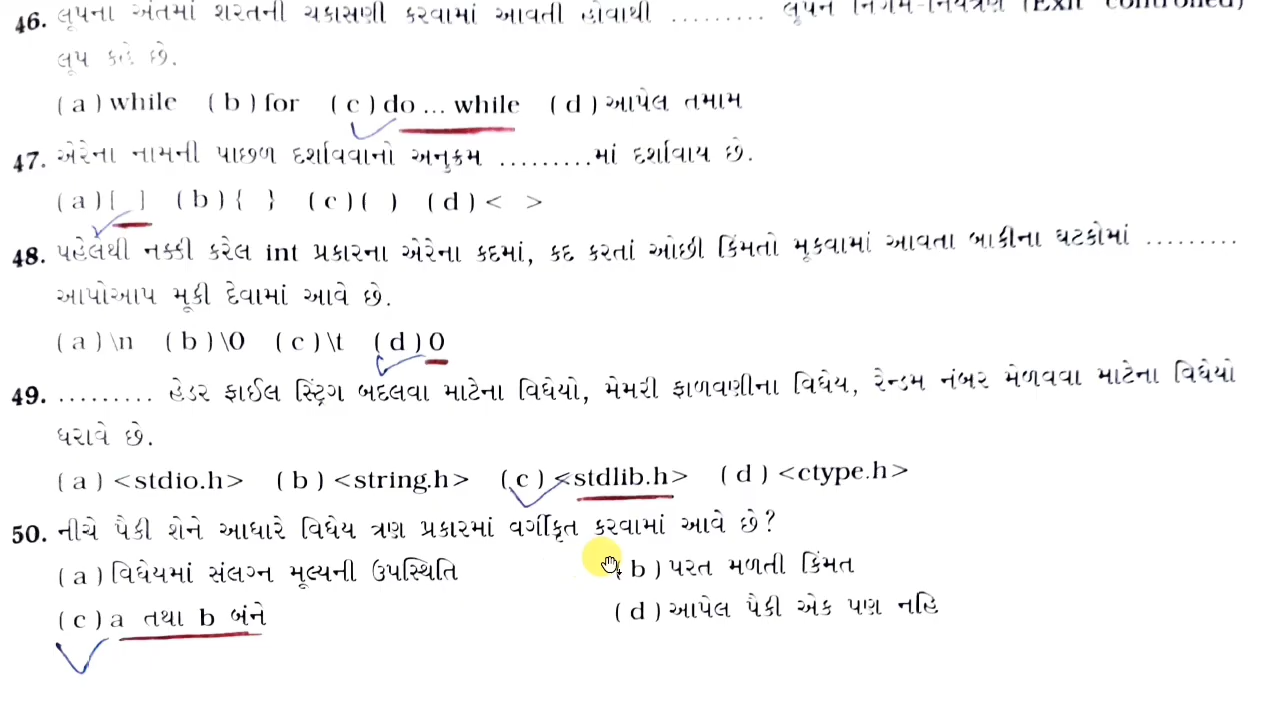 46. લૂપના અંતમાં શરતની ચકાસણી કરવામાં આવતી હોવાથી ......... લૂપને નિર્ગમ-નિયંત્રણ (Exit controlled)
લૂપ કહે છે.
(a) while (b) for (c) do ... while (d) આપેલ તમામ
47. એરેના નામની પાછળ દર્શાવવાનો અનુક્રમ .........માં દર્શાવાય છે.
(a) [ ] (b) { } (c) ( ) (d) < >
48. પહેલેથી નક્કી કરેલ int પ્રકારના એરેના કદમાં, કદ કરતાં ઓછી કિંમતો મૂકવામાં આવતા બાકીના ઘટકોમાં .........
આપોઆપ મૂકી દેવામાં આવે છે.
(a) \n (b) \0 (c) \t (d) 0
49. ......... હેડર ફાઈલ સ્ટ્રિંગ બદલવા માટેના વિધેયો, મેમરી ફાળવણીના વિધેય, રેન્ડમ નંબર મેળવવા માટેના વિધેયો
ધરાવે છે.
(a) <stdio.h> (b) <string.h> (c) <stdlib.h> (d) <ctype.h>
50. નીચે પૈકી શેને આધારે વિધેય ત્રણ પ્રકારમાં વર્ગીકૃત કરવામાં આવે છે?
(a) વિધેયમાં સંલગ્ન મૂલ્યની ઉપસ્થિતિ (b) પરત મળતી કિંમત
(c) a તથા b બંને (d) આપેલ પૈકી એક પણ નહિ